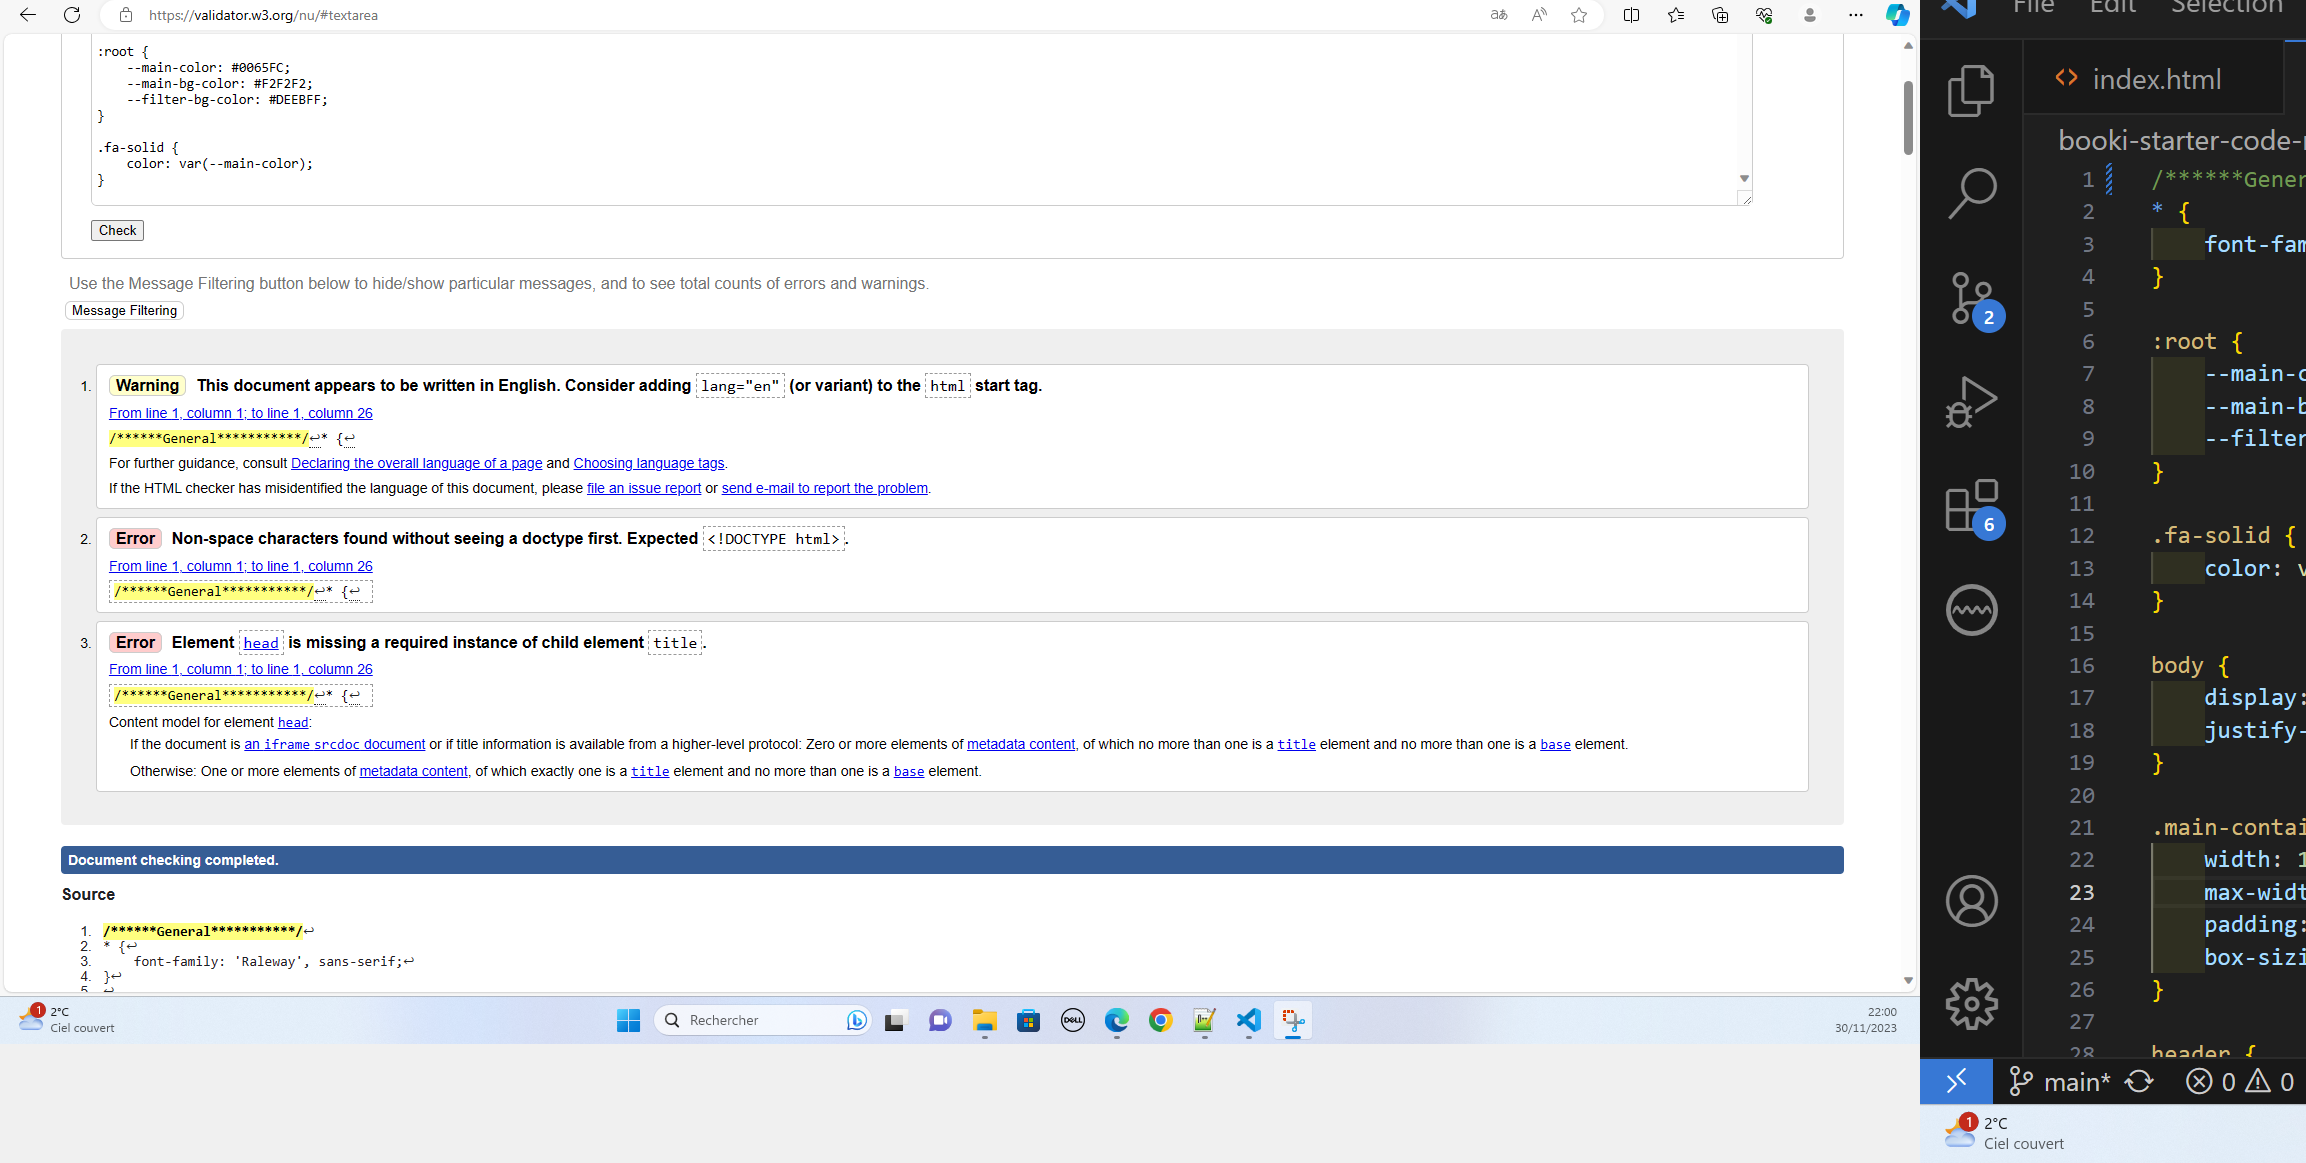 https://validator.w3.org/nu/#textarea
:root {
    --main-color: #0065FC;
    --main-bg-color: #F2F2F2;
    --filter-bg-color: #DEEBFF;
}
.fa-solid {
    color: var(--main-color);
}
Check
Use the Message Filtering button below to hide/show particular messages, and to see total counts of errors and warnings.
Message Filtering
1. Warning This document appears to be written in English. Consider adding lang="en" (or variant) to the html start tag.
From line 1, column 1; to line 1, column 26
/******General***********/↩* {↩
For further guidance, consult Declaring the overall language of a page and Choosing language tags.
If the HTML checker has misidentified the language of this document, please file an issue report or send e-mail to report the problem.
2. Error Non-space characters found without seeing a doctype first. Expected <!DOCTYPE html>.
From line 1, column 1; to line 1, column 26
/******General***********/↩* {↩
3. Error Element head is missing a required instance of child element title.
From line 1, column 1; to line 1, column 26
/******General***********/↩* {↩
Content model for element head:
If the document is an iframe srcdoc document or if title information is available from a higher-level protocol: Zero or more elements of metadata content, of which no more than one is a title element and no more than one is a base element.
Otherwise: One or more elements of metadata content, of which exactly one is a title element and no more than one is a base element.
Document checking completed.
Source
1. /******General***********/↩
2. * {↩
3.     font-family: 'Raleway', sans-serif;↩
4. }↩
5. ↩
1
2°C
Ciel couvert
Rechercher
DELL
22:00
30/11/2023
File Edit Selection
index.html
booki-starter-code-
2
6
1 /******Gener
2 * {
3     font-fam
4 }
5
6 :root {
7     --main-c
8     --main-b
9     --filter
10 }
11
12 .fa-solid {
13     color: v
14 }
15
16 body {
17     display:
18     justify-
19 }
20
21 .main-contai
22     width: 1
23     max-widt
24     padding:
25     box-sizi
26 }
27
28 header {
main* 0 0
1
2°C
Ciel couvert